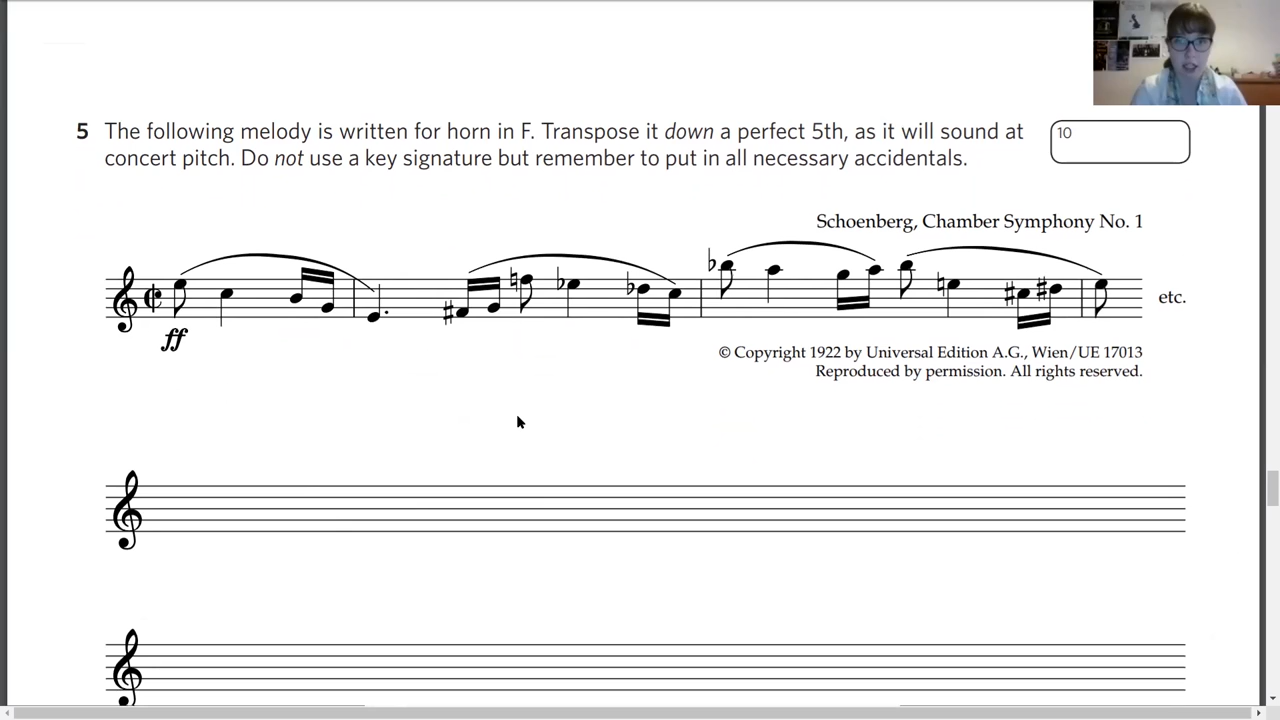 5 The following melody is written for horn in F. Transpose it down a perfect 5th, as it will sound at
concert pitch. Do not use a key signature but remember to put in all necessary accidentals.
10
Schoenberg, Chamber Symphony No. 1
etc.
ff
© Copyright 1922 by Universal Edition A.G., Wien/UE 17013
Reproduced by permission. All rights reserved.